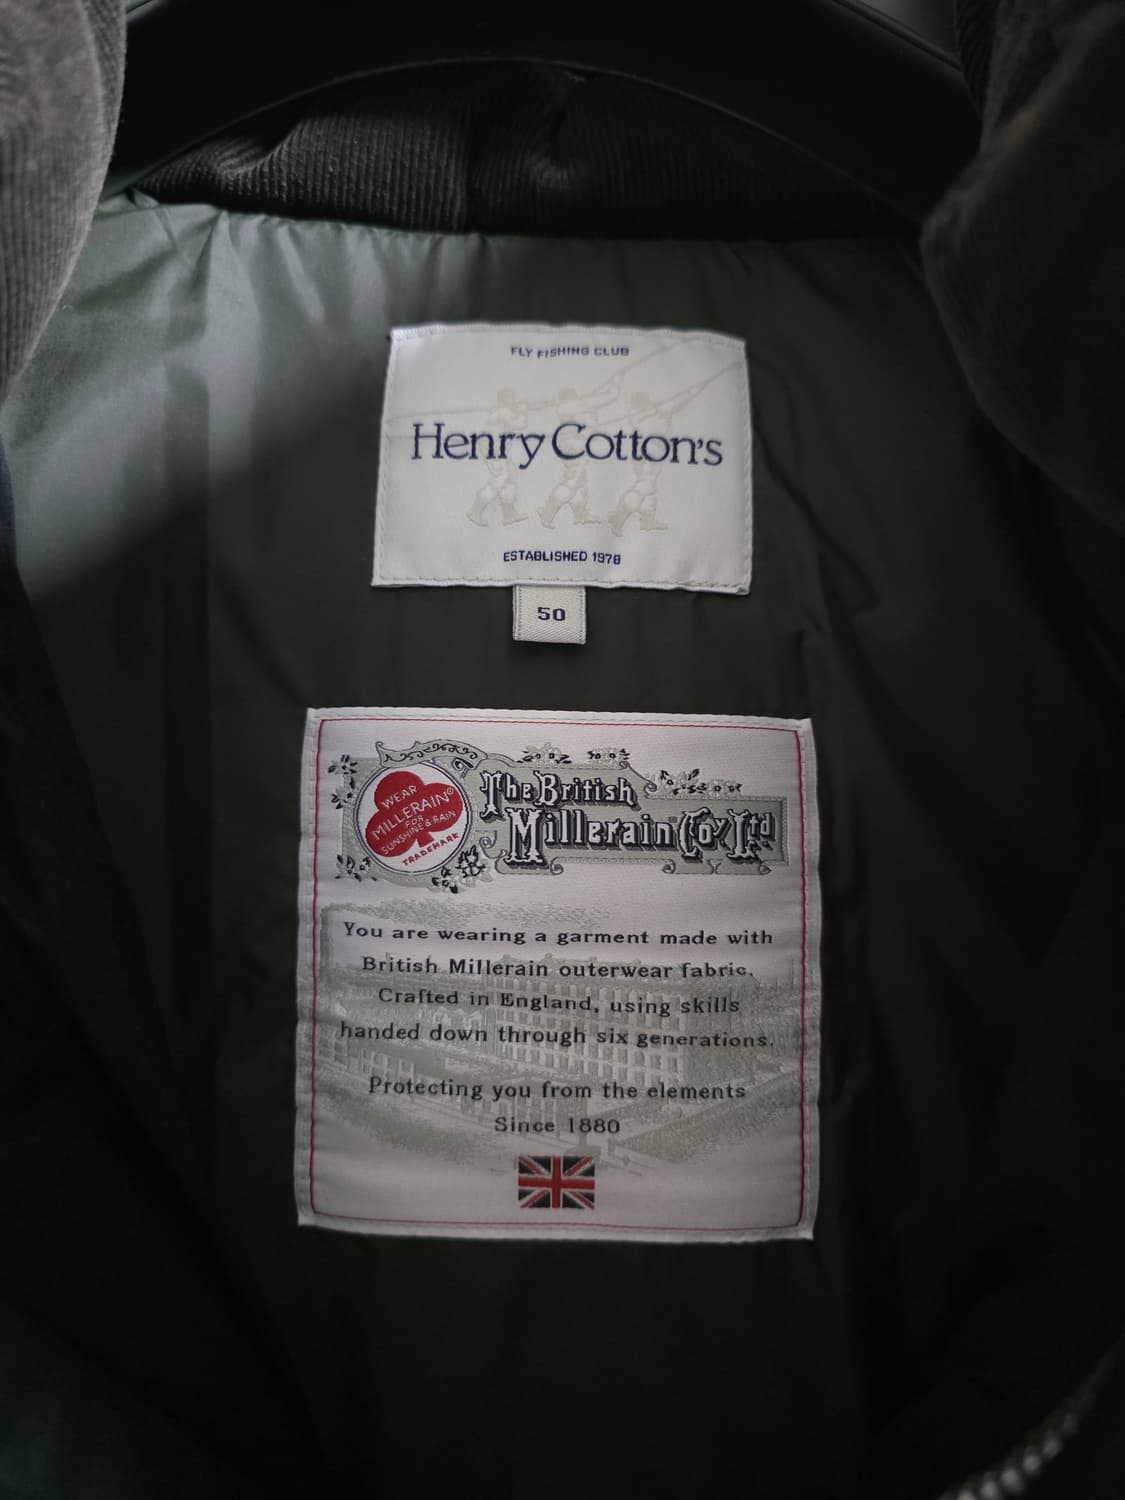 FLY FISHING CLUB
Henry Cotton's
ESTABLISHED 1978
50
WEAR
MILLERAIN®
FOR
SUNSHINE & RAIN
TRADEMARK
The British
Millerain Coy Ltd
You are wearing a garment made with
British Millerain outerwear fabric.
Crafted in England, using skills
handed down through six generations.
Protecting you from the elements
Since 1880